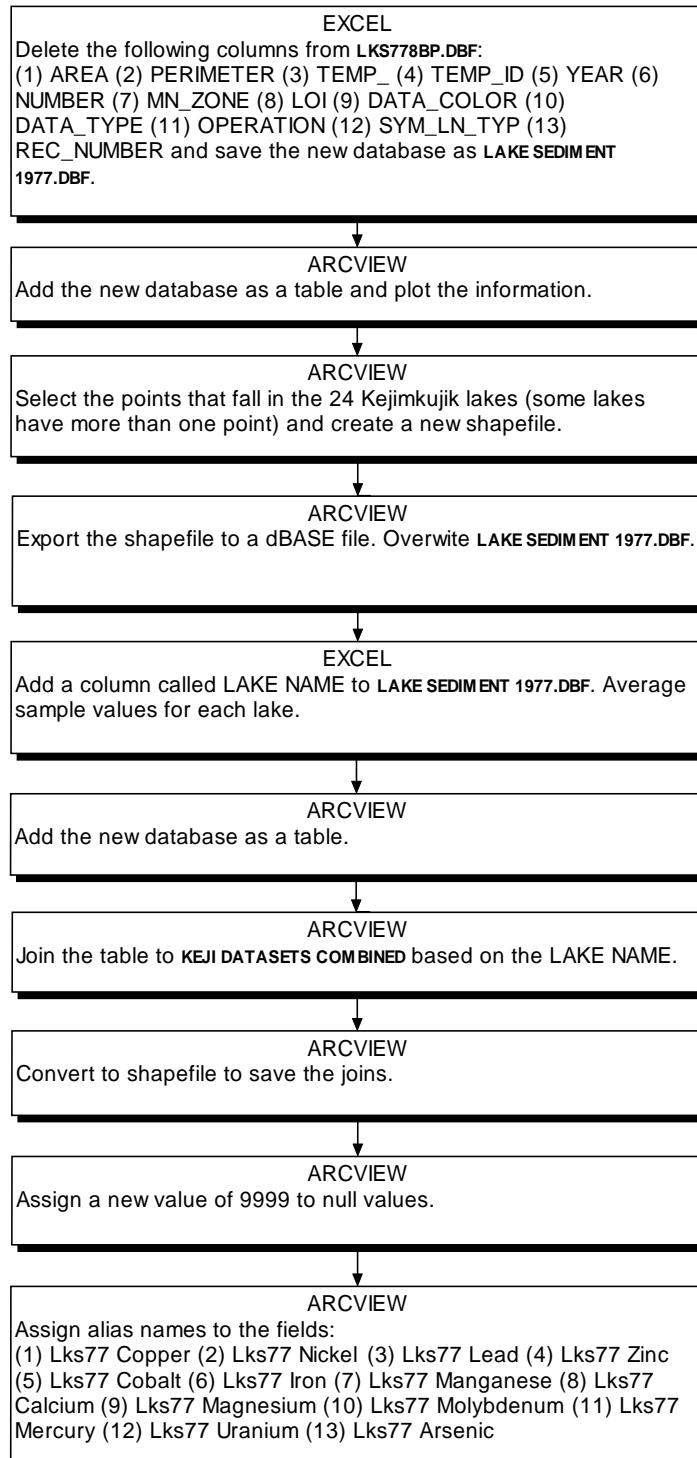 EXCEL
Delete the following columns from LKS778BP.DBF:
(1) AREA (2) PERIMETER (3) TEMP_ (4) TEMP_ID (5) YEAR (6)
NUMBER (7) MN_ZONE (8) LOI (9) DATA_COLOR (10)
DATA_TYPE (11) OPERATION (12) SYM_LN_TYP (13)
REC_NUMBER and save the new database as LAKE SEDIMENT
1977.DBF.
ARCVIEW
Add the new database as a table and plot the information.
ARCVIEW
Select the points that fall in the 24 Kejimkujik lakes (some lakes
have more than one point) and create a new shapefile.
ARCVIEW
Export the shapefile to a dBASE file. Overwite LAKE SEDIMENT 1977.DBF.
EXCEL
Add a column called LAKE NAME to LAKE SEDIMENT 1977.DBF. Average
sample values for each lake.
ARCVIEW
Add the new database as a table.
ARCVIEW
Join the table to KEJI DATASETS COMBINED based on the LAKE NAME.
ARCVIEW
Convert to shapefile to save the joins.
ARCVIEW
Assign a new value of 9999 to null values.
ARCVIEW
Assign alias names to the fields:
(1) Lks77 Copper (2) Lks77 Nickel (3) Lks77 Lead (4) Lks77 Zinc
(5) Lks77 Cobalt (6) Lks77 Iron (7) Lks77 Manganese (8) Lks77
Calcium (9) Lks77 Magnesium (10) Lks77 Molybdenum (11) Lks77
Mercury (12) Lks77 Uranium (13) Lks77 Arsenic